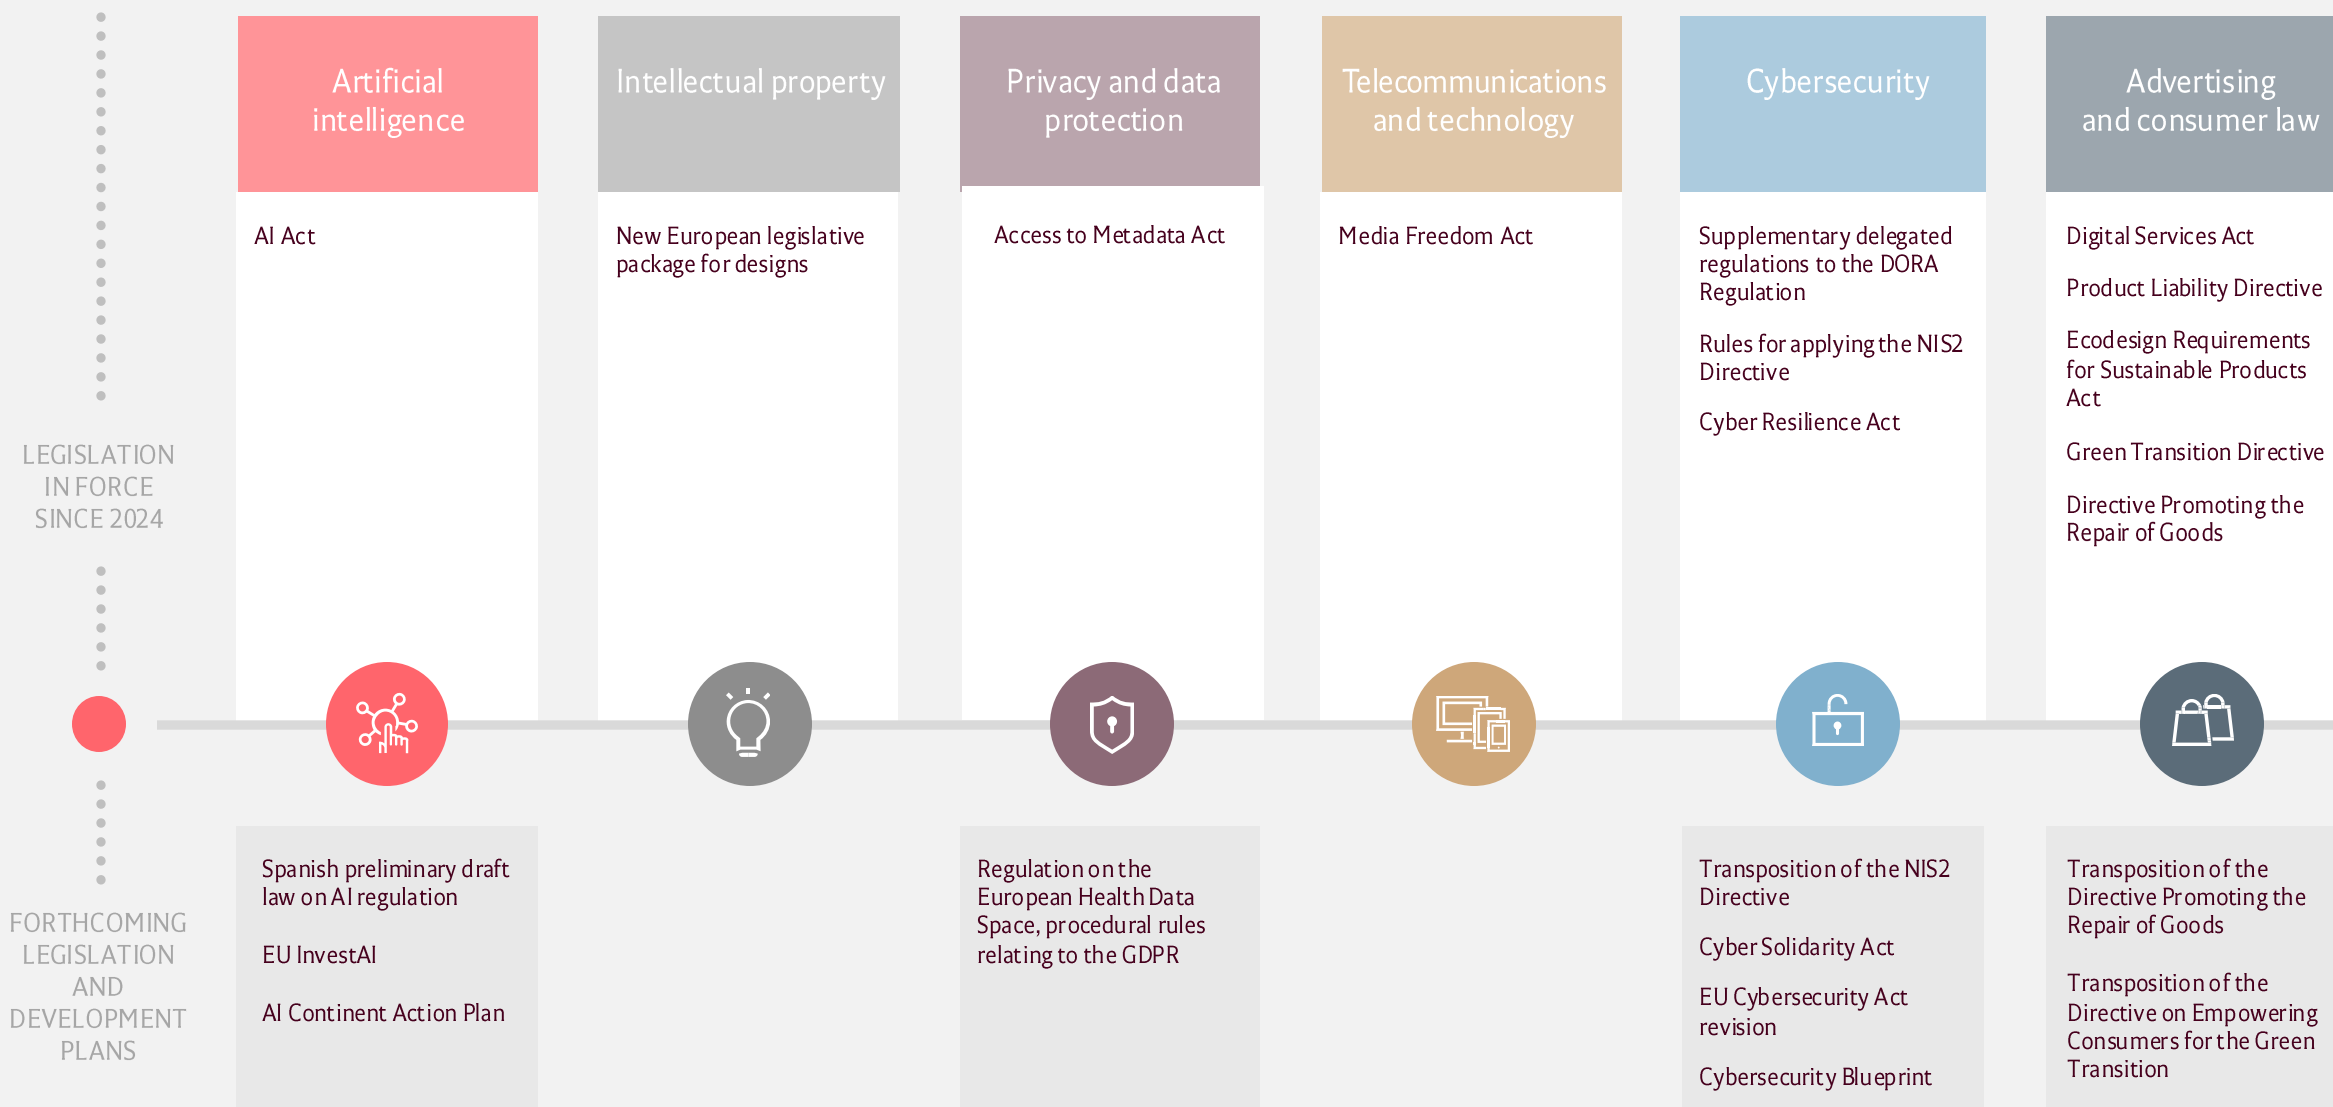 Artificial
intelligence
Intellectual property
Privacy and data
protection
Telecommunications
and technology
Cybersecurity
Advertising
and consumer law
LEGISLATION
IN FORCE
SINCE 2024
AI Act
New European legislative
package for designs
Access to Metadata Act
Media Freedom Act
Supplementary delegated
regulations to the DORA
Regulation
Rules for applying the NIS2
Directive
Cyber Resilience Act
Digital Services Act
Product Liability Directive
Ecodesign Requirements
for Sustainable Products
Act
Green Transition Directive
Directive Promoting the
Repair of Goods
FORTHCOMING
LEGISLATION
AND
DEVELOPMENT
PLANS
Spanish preliminary draft
law on AI regulation
EU InvestAI
AI Continent Action Plan
Regulation on the
European Health Data
Space, procedural rules
relating to the GDPR
Transposition of the NIS2
Directive
Cyber Solidarity Act
EU Cybersecurity Act
revision
Cybersecurity Blueprint
Transposition of the
Directive Promoting the
Repair of Goods
Transposition of the
Directive on Empowering
Consumers for the Green
Transition